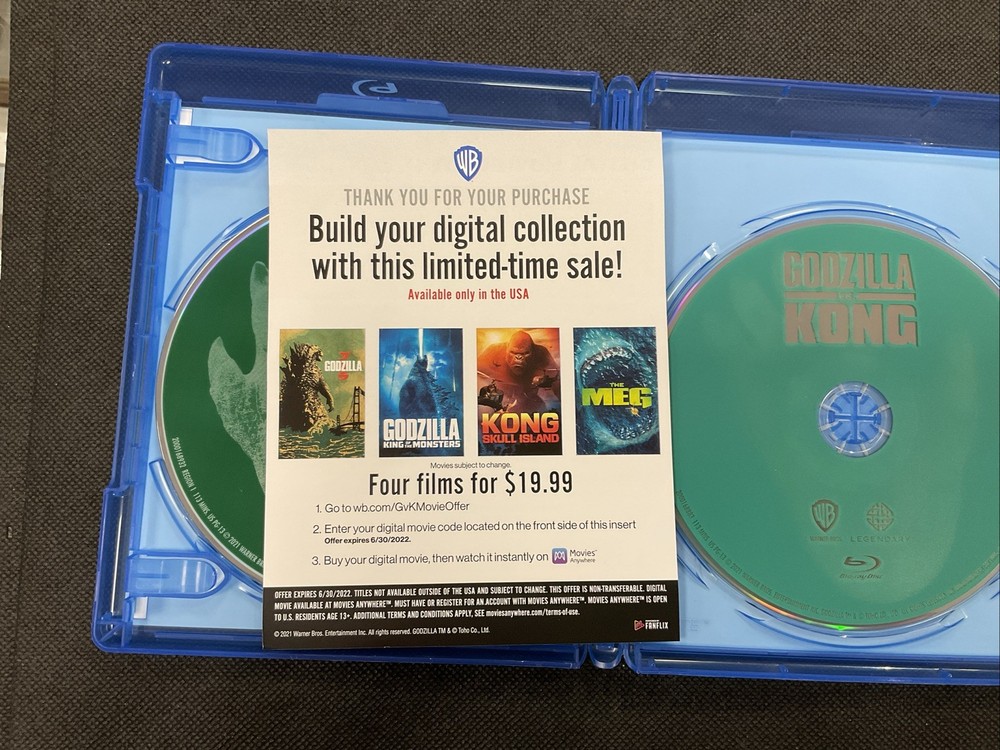 WB
THANK YOU FOR YOUR PURCHASE
Build your digital collection
with this limited-time sale!
Available only in the USA
GODZILLA
GODZILLA
KING OF THE MONSTERS
KONG
SKULL ISLAND
THE
MEG
Movies subject to change.
Four films for $19.99
1. Go to wb.com/GvKMovieOffer
2. Enter your digital movie code located on the front side of this insert
Offer expires 6/30/2022.
3. Buy your digital movie, then watch it instantly on Movies Anywhere
OFFER EXPIRES 6/30/2022. TITLES NOT AVAILABLE OUTSIDE OF THE USA AND SUBJECT TO CHANGE. THIS OFFER IS NON-TRANSFERABLE. DIGITAL
MOVIE AVAILABLE AT MOVIES ANYWHERE™. MUST HAVE OR REGISTER FOR AN ACCOUNT WITH MOVIES ANYWHERE™. MOVIES ANYWHERE™ IS OPEN
TO U.S. RESIDENTS AGE 13+. ADDITIONAL TERMS AND CONDITIONS APPLY, SEE moviesanywhere.com/terms-of-use.
© 2021 Warner Bros. Entertainment Inc. All rights reserved. GODZILLA TM & © Toho Co., Ltd.
FANFLIX
GODZILLA
VS.
KONG
WB
WARNER BROS.
LEGENDARY
Blu-ray Disc